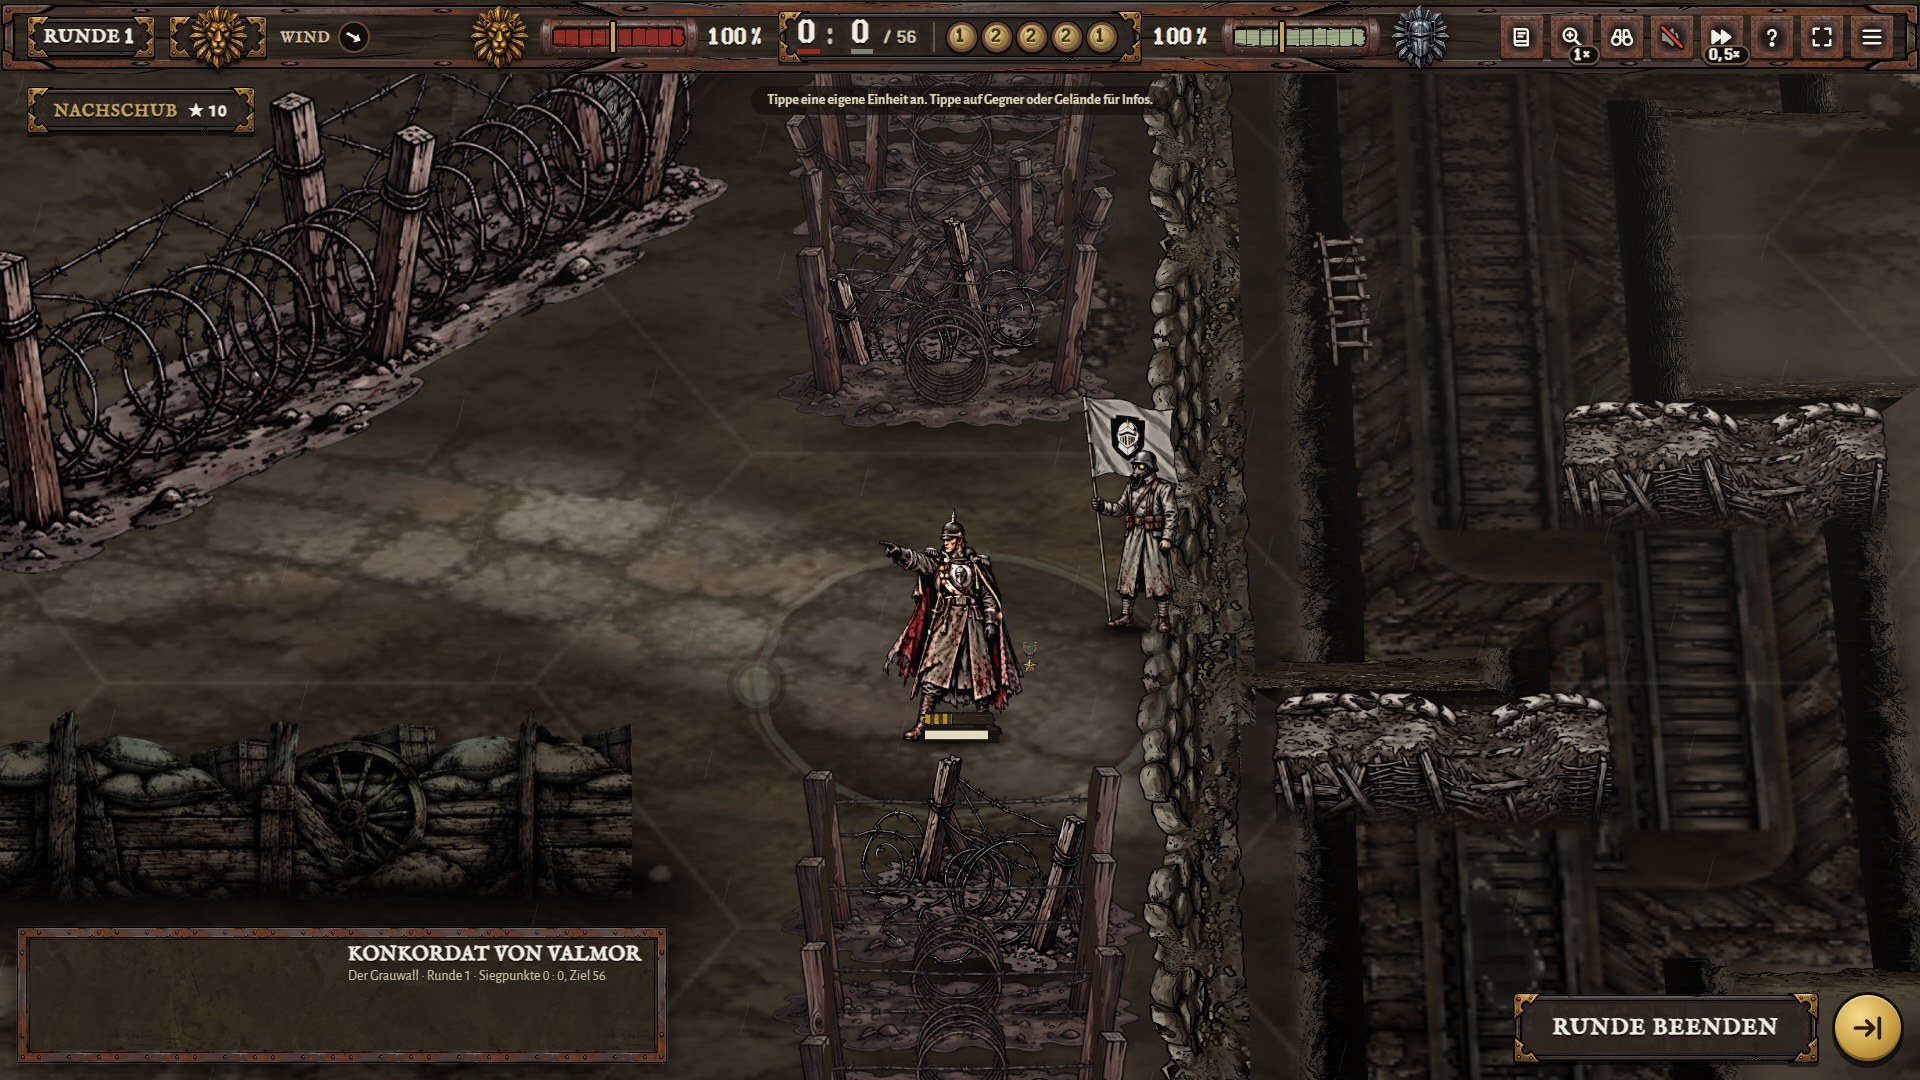 RUNDE 1
WIND
100%
0 : 0 / 56
1 2 2 2 1
100%
1×
0,5×
?
NACHSCHUB ★ 10
Tippe eine eigene Einheit an. Tippe auf Gegner oder Gelände für Infos.
KONKORDAT VON VALMOR
Der Grauwall · Runde 1 · Siegpunkte 0 : 0, Ziel 56
RUNDE BEENDEN